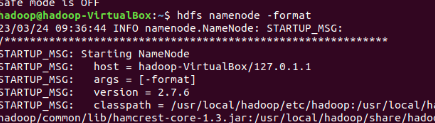 Safe mode is OFF
hadoop@hadoop-VirtualBox:~$ hdfs namenode -format
23/03/24 09:36:44 INFO namenode.NameNode: STARTUP_MSG:
/************************************************************
STARTUP_MSG: Starting NameNode
STARTUP_MSG:   host = hadoop-VirtualBox/127.0.1.1
STARTUP_MSG:   args = [-format]
STARTUP_MSG:   version = 2.7.6
STARTUP_MSG:   classpath = /usr/local/hadoop/etc/hadoop:/usr/local/ha
hadoop/common/lib/hamcrest-core-1.3.jar:/usr/local/hadoop/share/hado